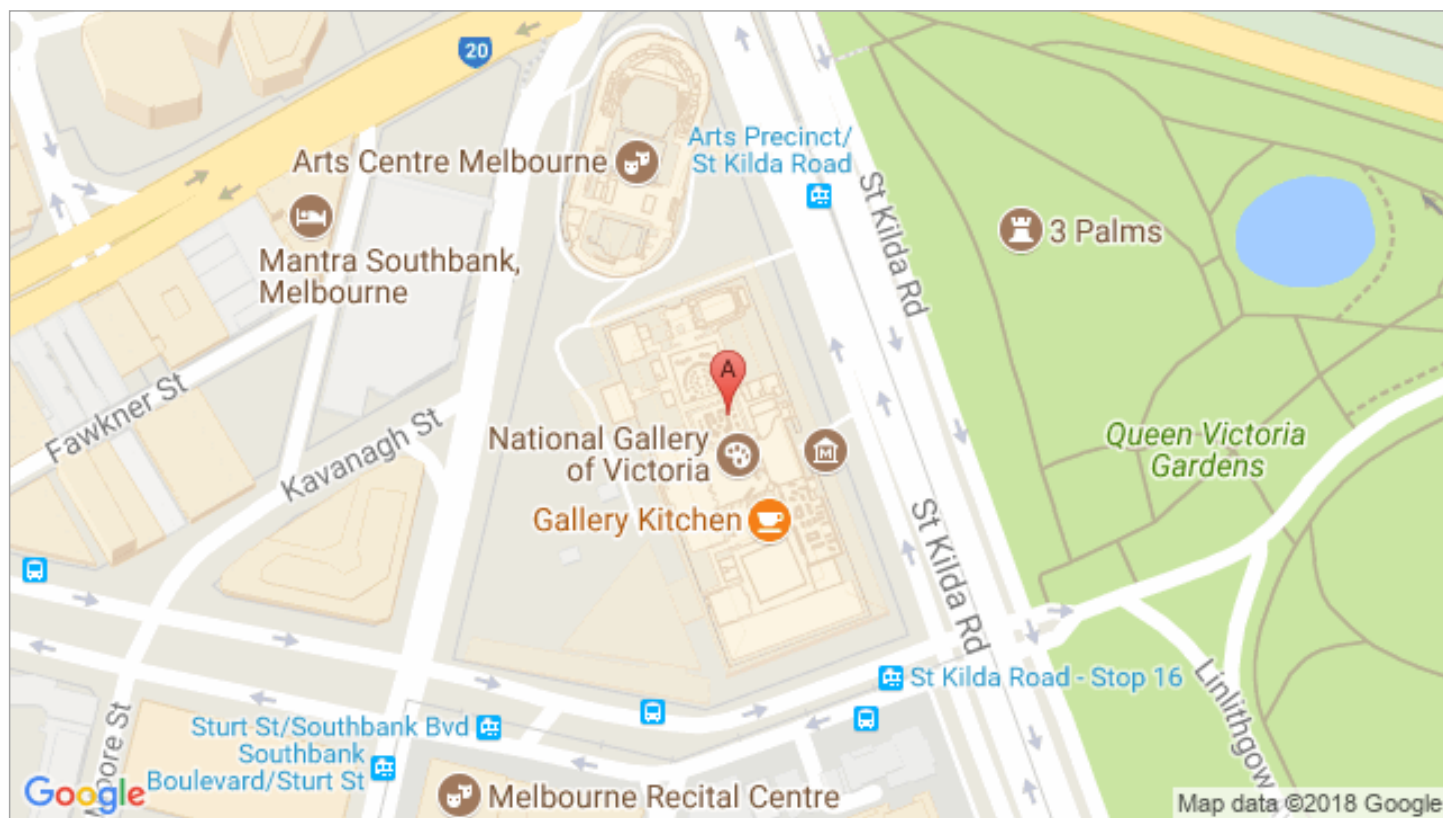 20
Arts Precinct/
St Kilda Road
Arts Centre Melbourne
St Kilda Rd
3 Palms
Mantra Southbank,
Melbourne
A
Fawkner St
Kavanagh St
National Gallery
of Victoria
M
Queen Victoria
Gardens
Gallery Kitchen
St Kilda Rd
St Kilda Road - Stop 16
Linlithgow
Sturt St/Southbank Bvd
Southbank
Boulevard/Sturt St
Moore St
Google
Melbourne Recital Centre
Map data ©2018 Google